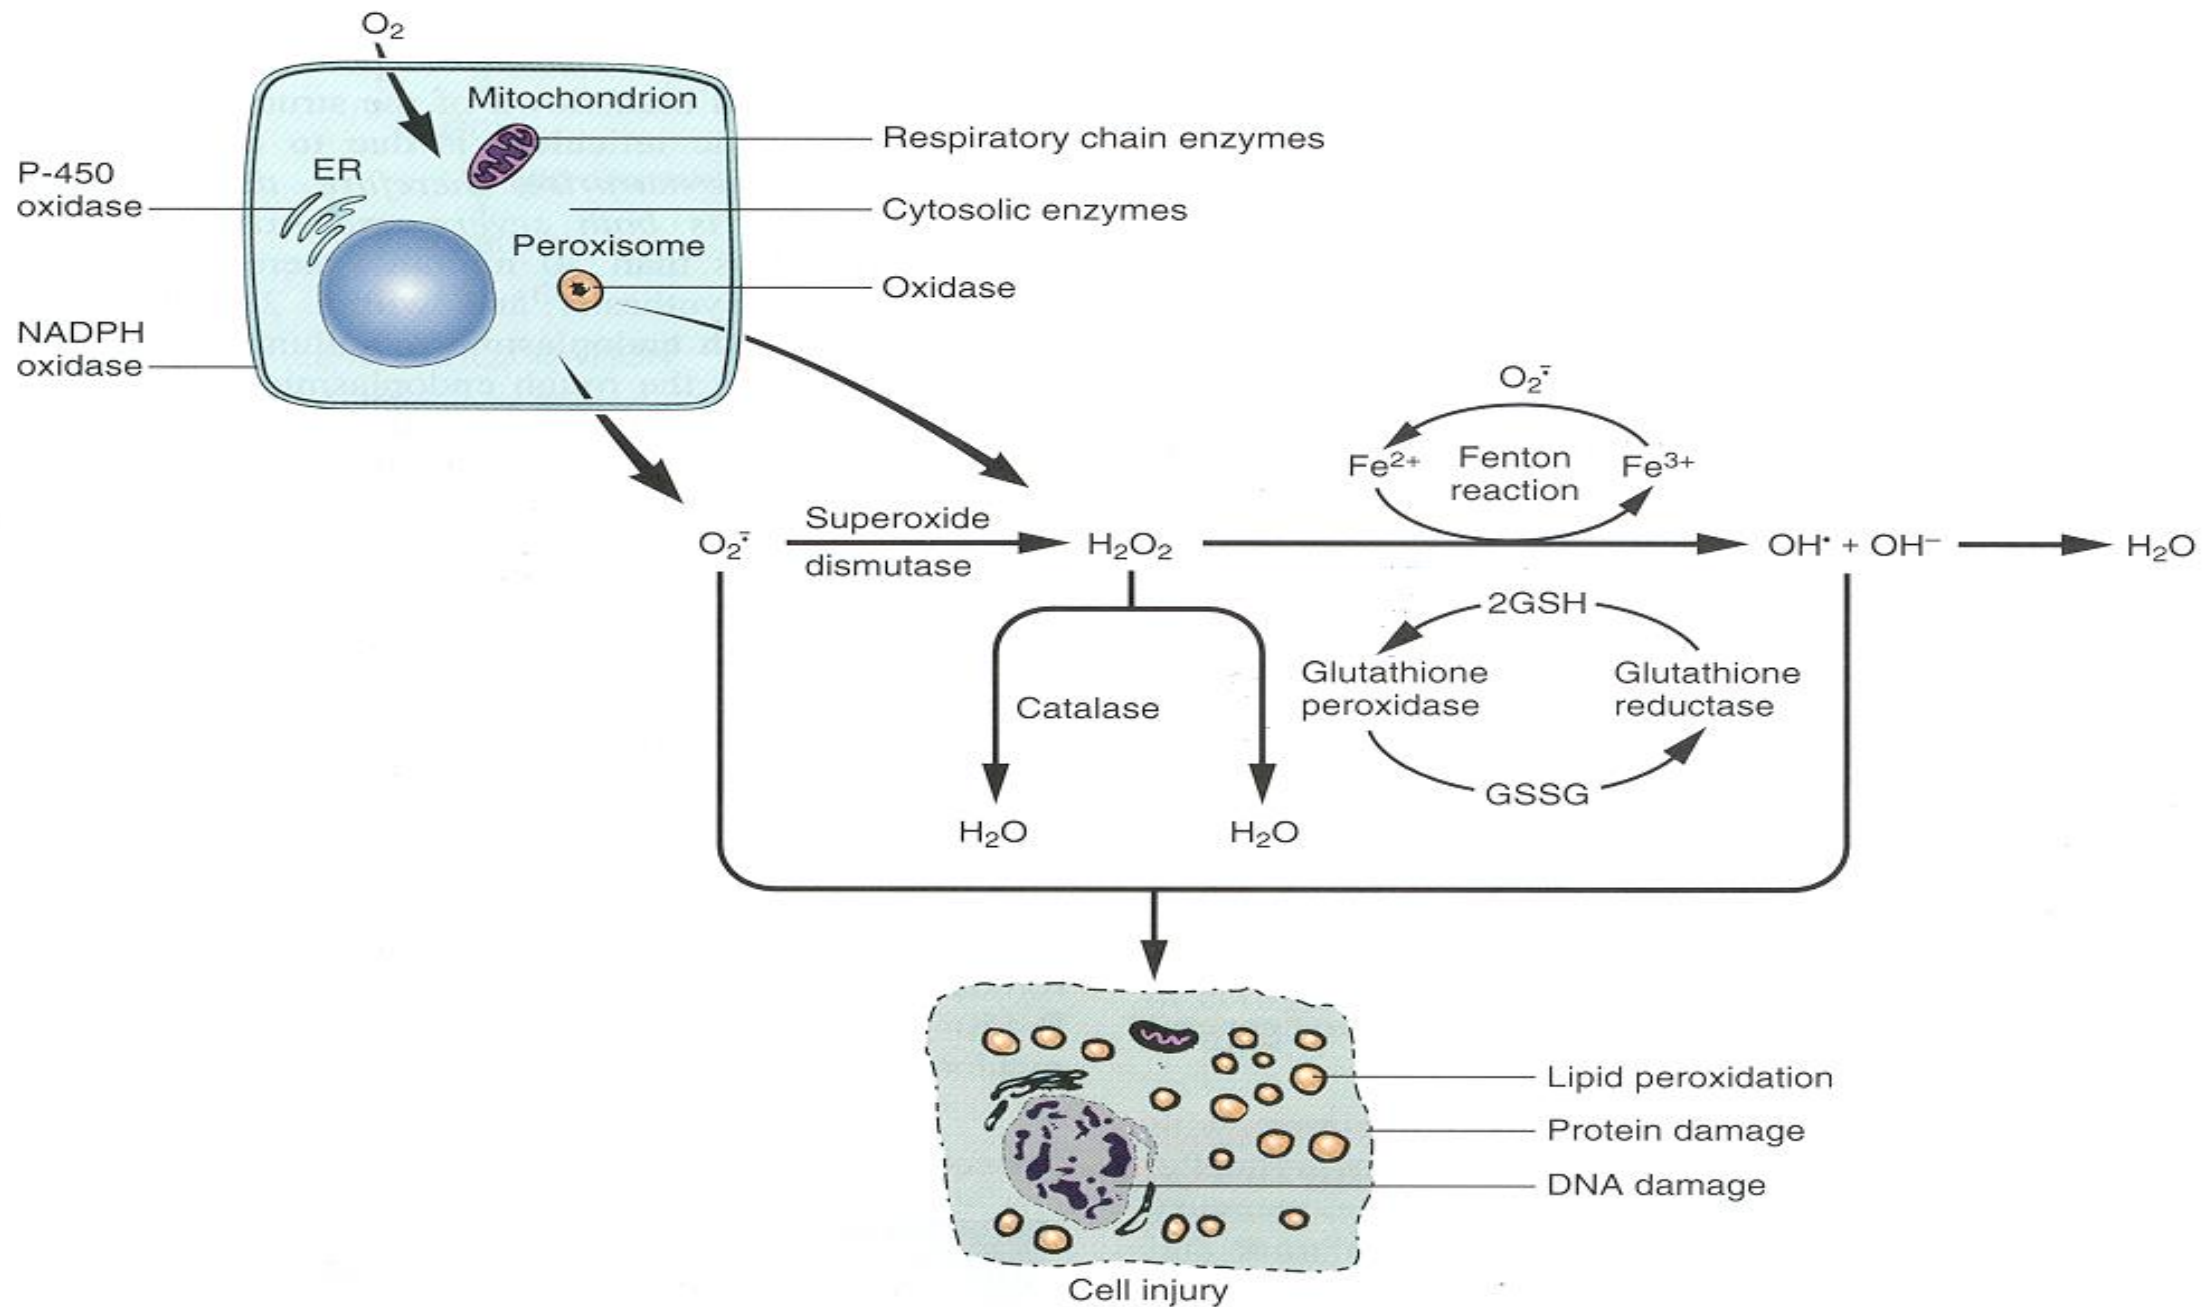 O₂
Mitochondrion
Respiratory chain enzymes
P-450
oxidase
ER
Cytosolic enzymes
Peroxisome
Oxidase
NADPH
oxidase
O₂⨪
Fe²⁺
Fenton
reaction
Fe³⁺
O₂⨪
Superoxide
dismutase
H₂O₂
OH• + OH⁻
H₂O
2GSH
Glutathione
peroxidase
Glutathione
reductase
GSSG
Catalase
H₂O
H₂O
Lipid peroxidation
Protein damage
DNA damage
Cell injury